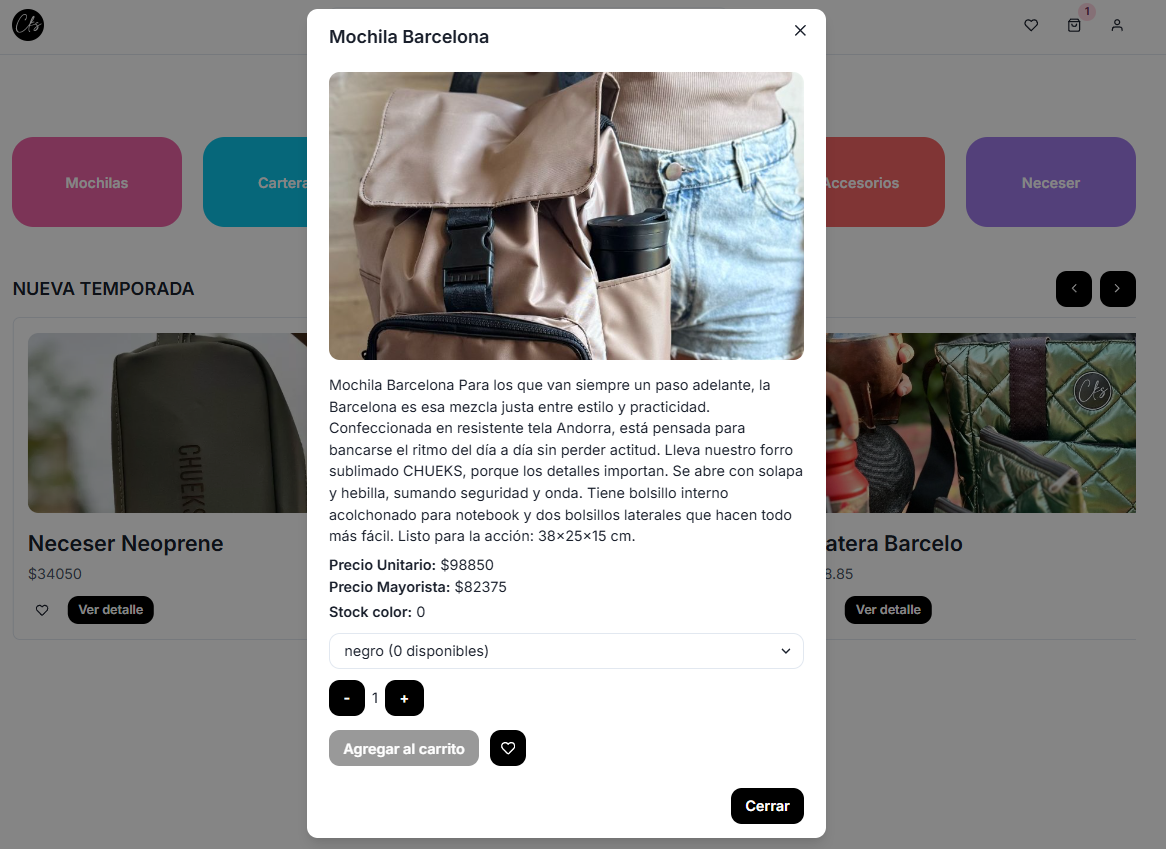 Cks
1
Mochila Barcelona
Mochilas
Cartera
Accesorios
Neceser
NUEVA TEMPORADA
CHUEKS
Cks
Neceser Neoprene
$34050
Ver detalle
atera Barcelo
8.85
Ver detalle
Mochila Barcelona Para los que van siempre un paso adelante, la
Barcelona es esa mezcla justa entre estilo y practicidad.
Confeccionada en resistente tela Andorra, está pensada para
bancarse el ritmo del día a día sin perder actitud. Lleva nuestro forro
sublimado CHUEKS, porque los detalles importan. Se abre con solapa
y hebilla, sumando seguridad y onda. Tiene bolsillo interno
acolchonado para notebook y dos bolsillos laterales que hacen todo
más fácil. Listo para la acción: 38×25×15 cm.
Precio Unitario: $98850
Precio Mayorista: $82375
Stock color: 0
negro (0 disponibles)
- 1 +
Agregar al carrito
Cerrar